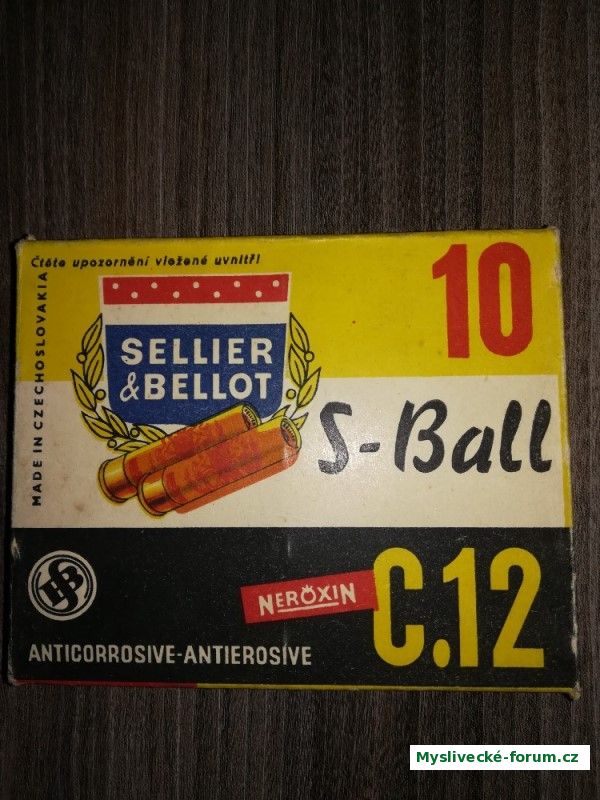 Čtěte upozornění vložené uvnitř!
10
MADE IN CZECHOSLOVAKIA
SELLIER
& BELLOT
S-Ball
NEROXIN
C.12
ANTICORROSIVE-ANTIEROSIVE
Myslivecké-forum.cz